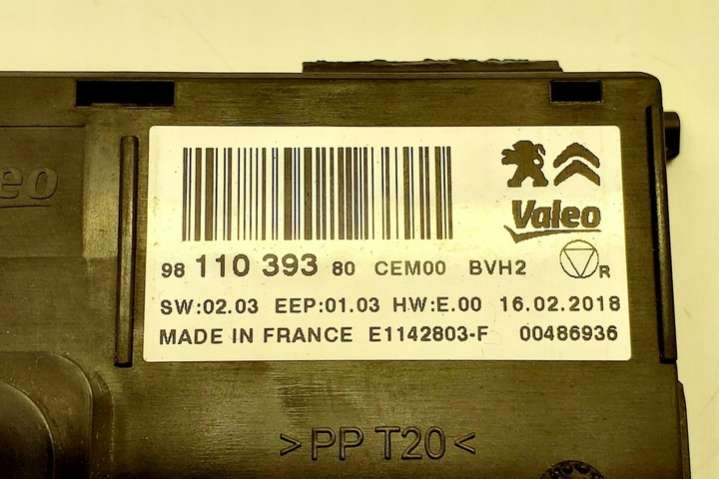 Valeo
98 110 393 80 CEM00 BVH2
R
SW:02.03 EEP:01.03 HW:E.00 16.02.2018
MADE IN FRANCE E1142803-F 00486936
>PP T20<